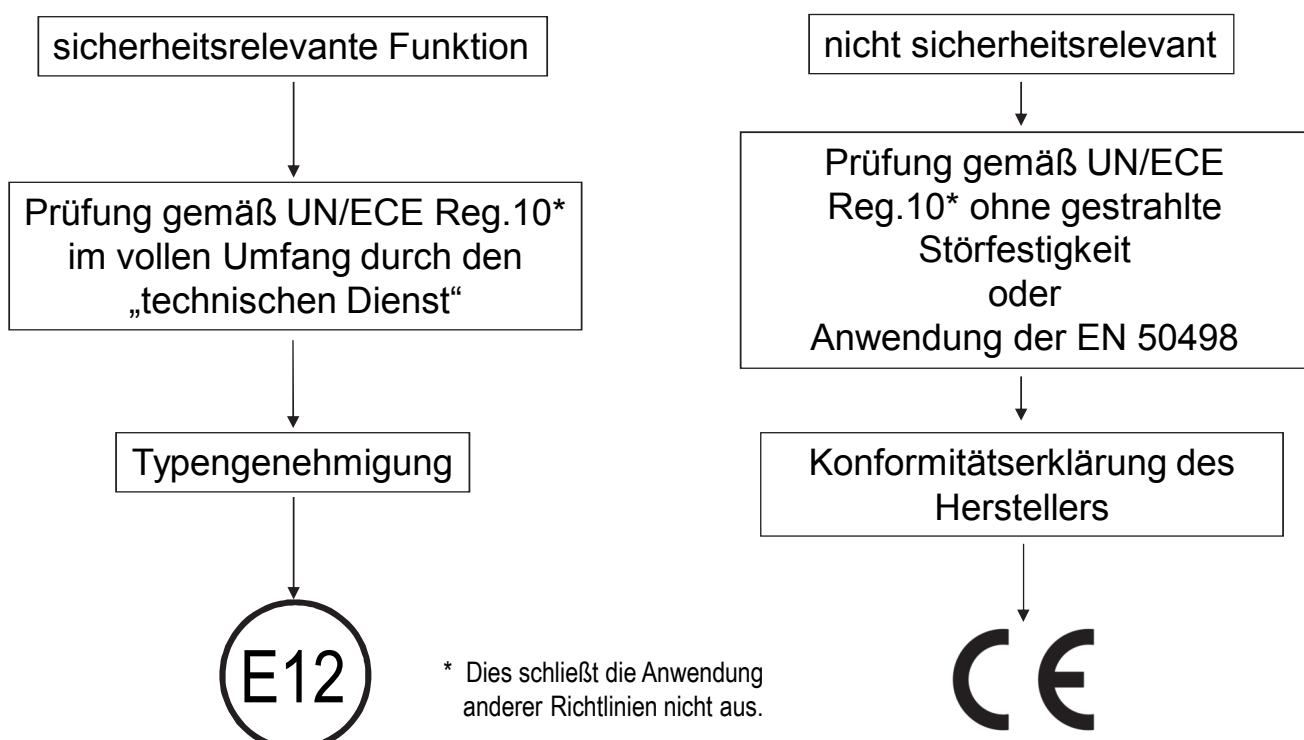 sicherheitsrelevante Funktion
Prüfung gemäß UN/ECE Reg.10*
im vollen Umfang durch den
„technischen Dienst“
Typengenehmigung
E12
nicht sicherheitsrelevant
Prüfung gemäß UN/ECE
Reg.10* ohne gestrahlte
Störfestigkeit
oder
Anwendung der EN 50498
Konformitätserklärung des
Herstellers
CE
* Dies schließt die Anwendung
anderer Richtlinien nicht aus.